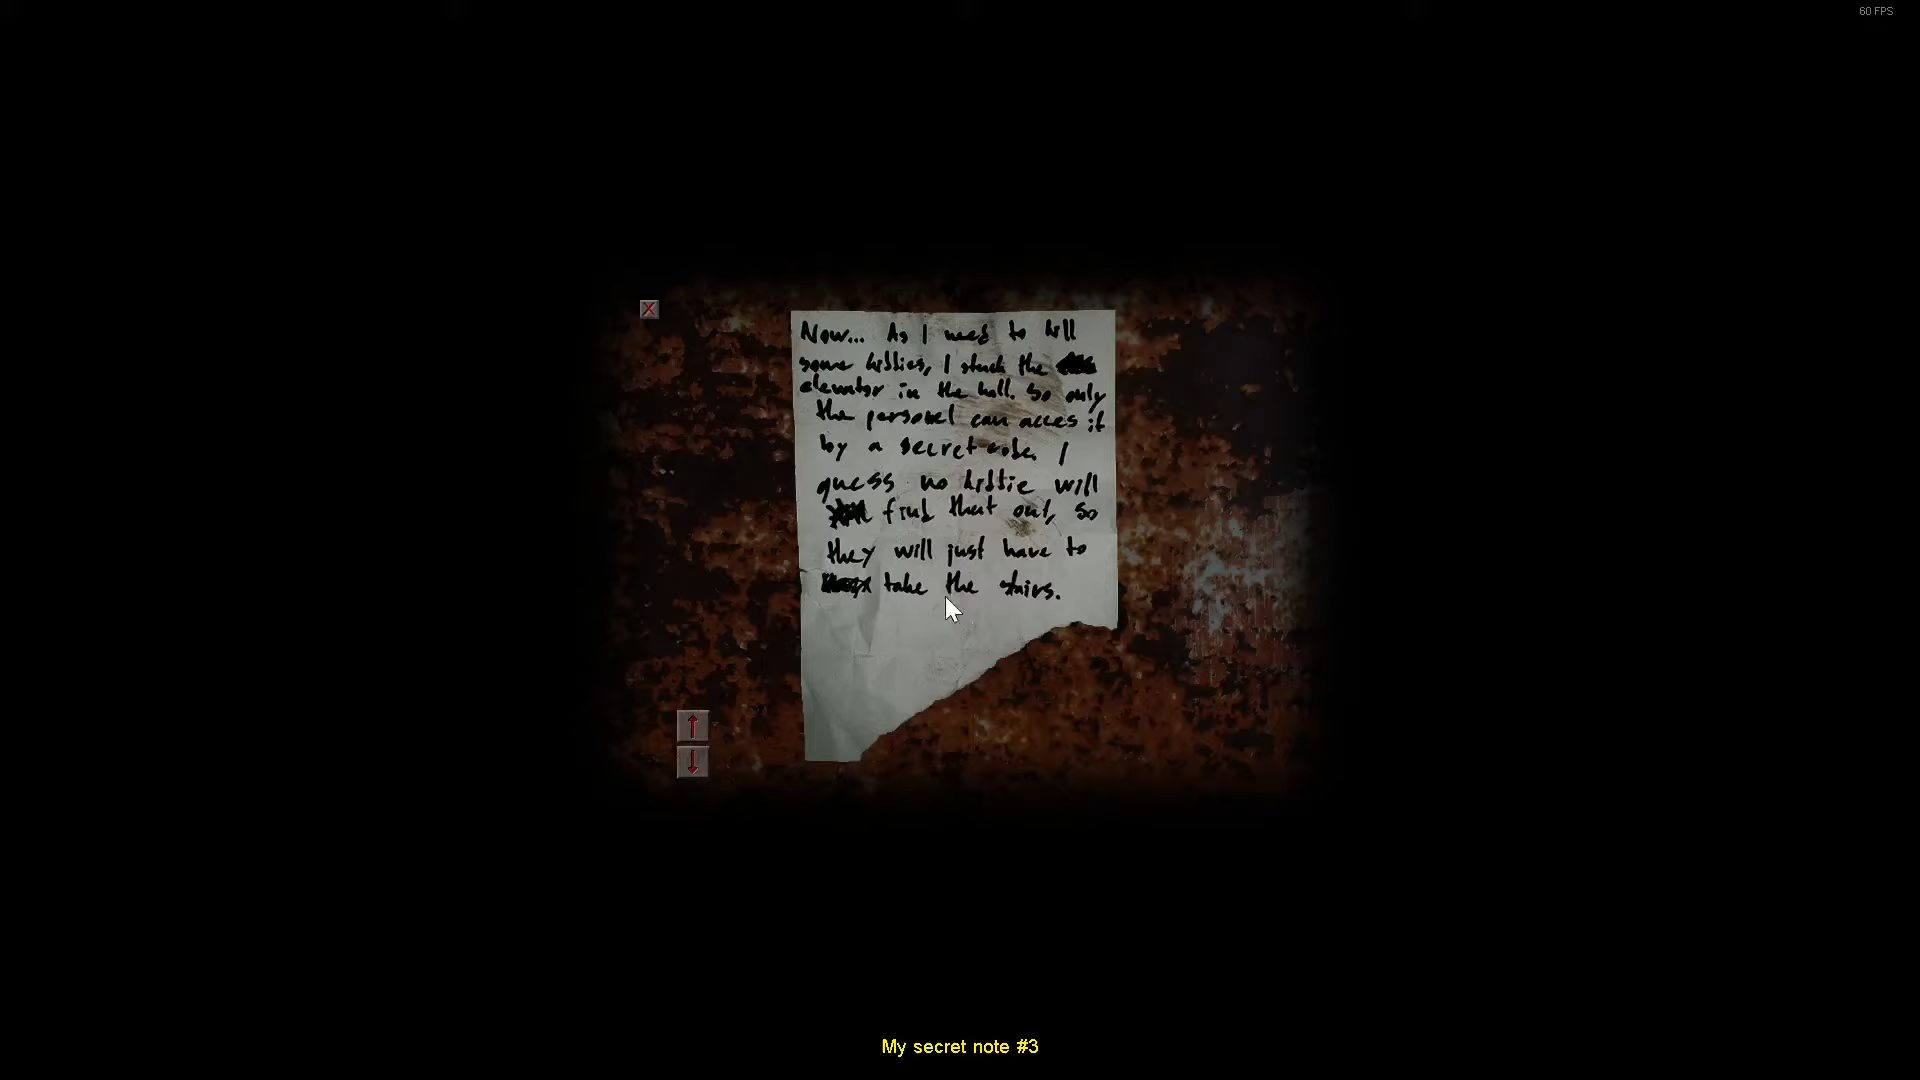 60 FPS
X
Now... As I need to kill
some kiddies, I stuck the
elevator in the hall. So only
the personel can acces it
by a secret code. I
guess no kiddie will
find that out, so
they will just have to
take the stairs.
My secret note #3